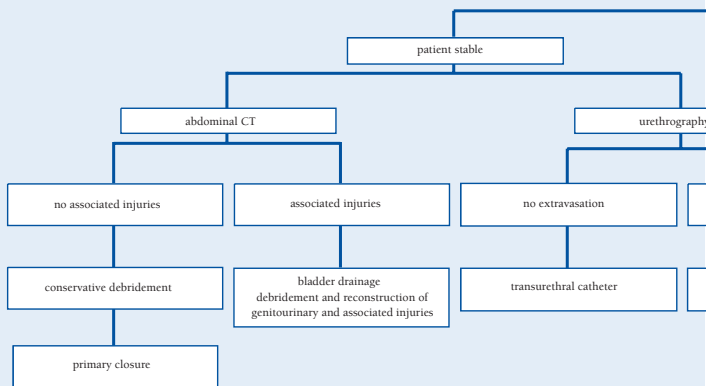 patient stable
abdominal CT
urethrography
no associated injuries
associated injuries
no extravasation
conservative debridement
bladder drainage
debridement and reconstruction of
genitourinary and associated injuries
transurethral catheter
primary closure